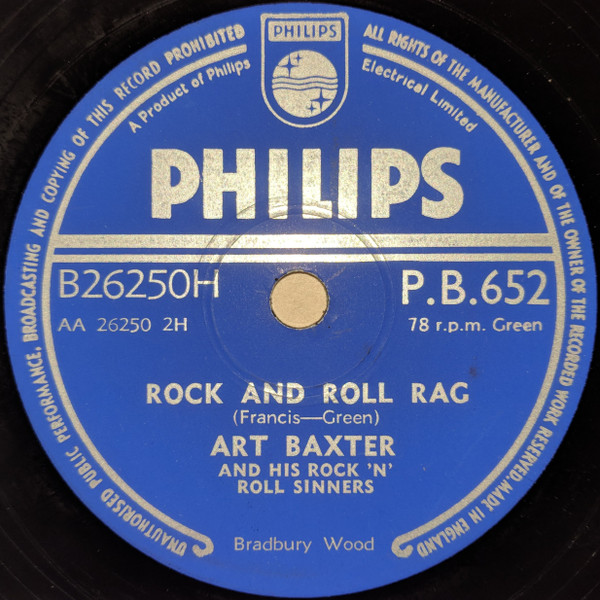 PHILIPS
UNAUTHORISED PUBLIC PERFORMANCE, BROADCASTING AND COPYING OF THIS RECORD PROHIBITED
ALL RIGHTS OF THE MANUFACTURER AND OF THE OWNER OF THE RECORDED WORK RESERVED. MADE IN ENGLAND
A Product of Philips
Electrical Limited
PHILIPS
B26250H
P.B.652
AA 26250 2H
78 r.p.m. Green
ROCK AND ROLL RAG
(Francis—Green)
ART BAXTER
AND HIS ROCK 'N'
ROLL SINNERS
Bradbury Wood